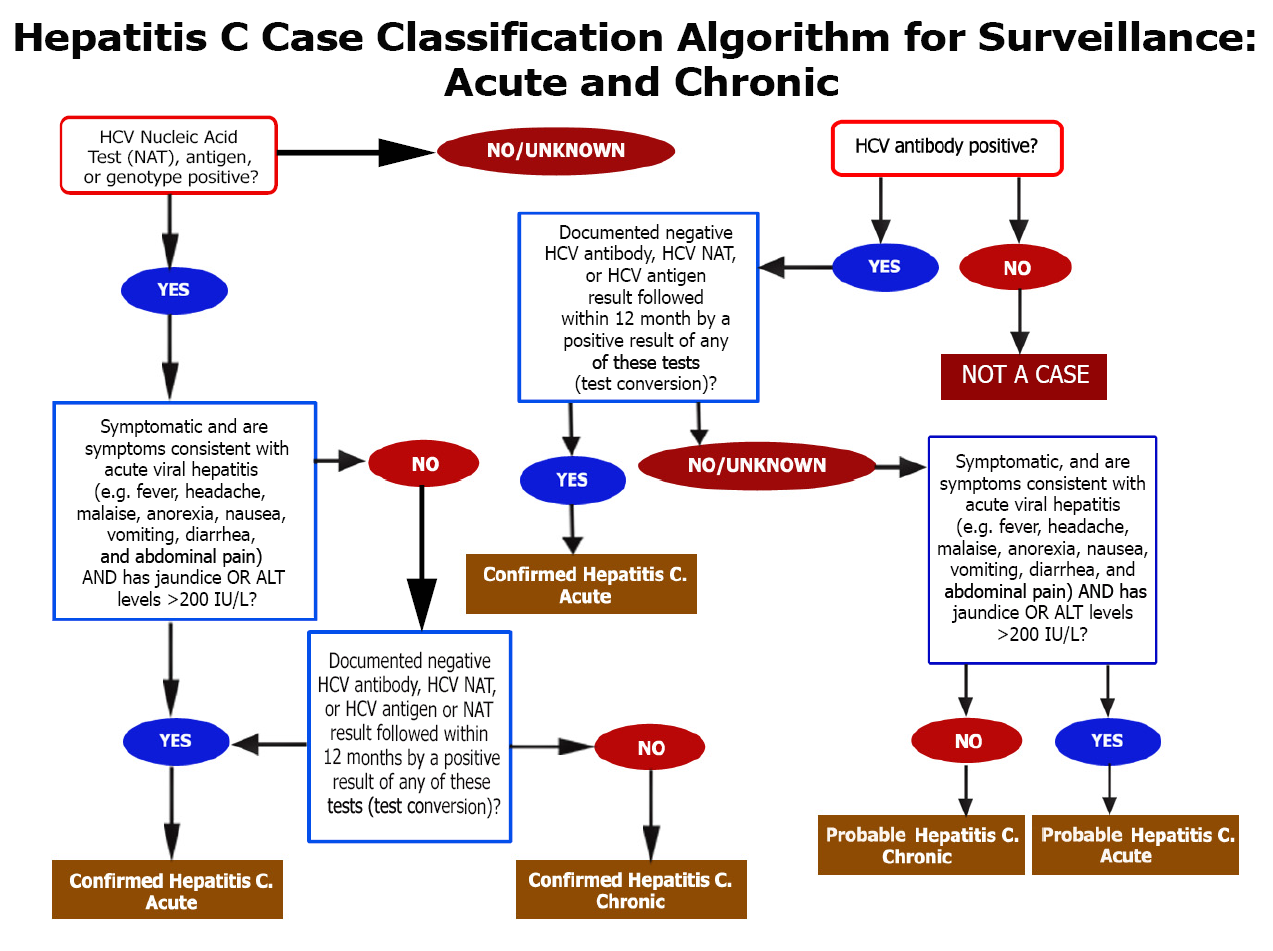 Hepatitis C Case Classification Algorithm for Surveillance:
Acute and Chronic
HCV Nucleic Acid
Test (NAT), antigen,
or genotype positive?
NO/UNKNOWN
HCV antibody positive?
YES
Documented negative
HCV antibody, HCV NAT,
or HCV antigen
result followed
within 12 month by a
positive result of any
of these tests
(test conversion)?
YES
NO
NOT A CASE
Symptomatic and are
symptoms consistent with
acute viral hepatitis
(e.g. fever, headache,
malaise, anorexia, nausea,
vomiting, diarrhea,
and abdominal pain)
AND has jaundice OR ALT
levels >200 IU/L?
NO
YES
NO/UNKNOWN
Symptomatic, and are
symptoms consistent with
acute viral hepatitis
(e.g. fever, headache,
malaise, anorexia, nausea,
vomiting, diarrhea, and
abdominal pain) AND has
jaundice OR ALT levels
>200 IU/L?
Confirmed Hepatitis C.
Acute
Documented negative
HCV antibody, HCV NAT,
or HCV antigen or NAT
result followed within
12 months by a positive
result of any of these
tests (test conversion)?
YES
NO
NO
YES
Confirmed Hepatitis C.
Acute
Confirmed Hepatitis C.
Chronic
Probable Hepatitis C.
Chronic
Probable Hepatitis C.
Acute